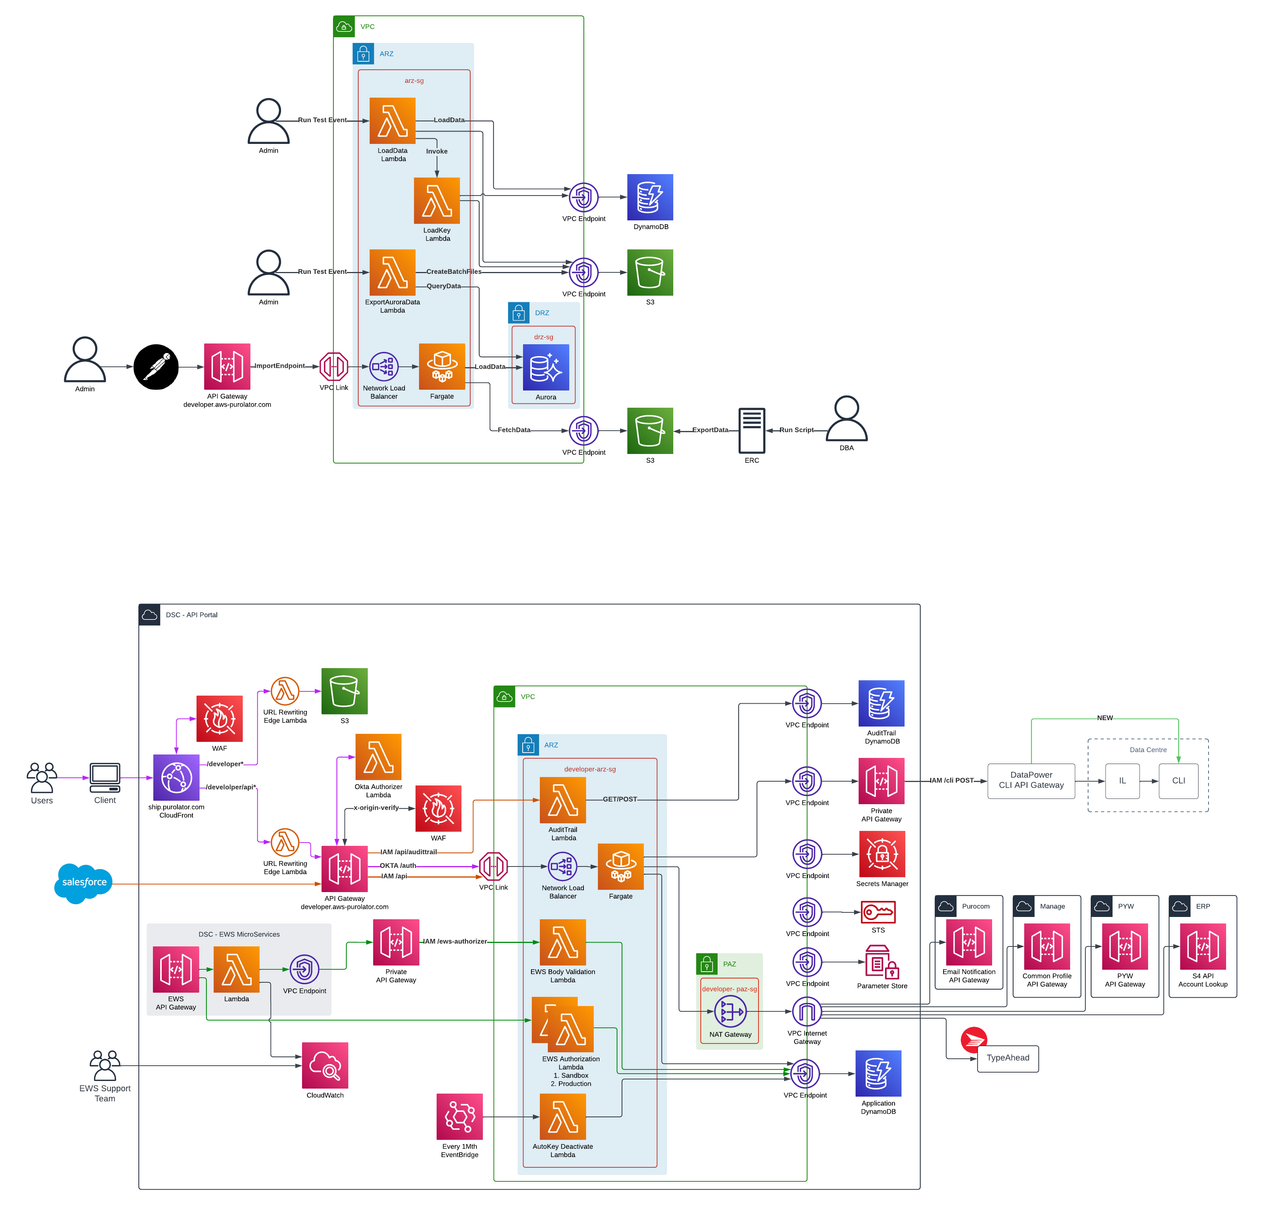 VPC
ARZ
arz-sg
Run Test Event
LoadData
Admin
LoadData
Lambda
Invoke
LoadKey
Lambda
VPC Endpoint
DynamoDB
Run Test Event
CreateBatchFiles
QueryData
Admin
ExportAuroraData
Lambda
VPC Endpoint
S3
DRZ
drz-sg
Admin
API Gateway
developer.aws-purolator.com
ImportEndpoint
VPC Link
Network Load
Balancer
Fargate
LoadData
Aurora
FetchData
VPC Endpoint
S3
ExportData
ERC
Run Script
DBA
DSC - API Portal
VPC
URL Rewriting
Edge Lambda
S3
WAF
/developer*
/developer/api*
Users
Client
ship.purolator.com
CloudFront
Okta Authorizer
Lambda
x-origin-verify
WAF
URL Rewriting
Edge Lambda
IAM /api/audittrail
OKTA /auth
IAM /api
salesforce
API Gateway
developer.aws-purolator.com
VPC Link
ARZ
developer-arz-sg
AuditTrail
Lambda
GET/POST
Network Load
Balancer
Fargate
VPC Endpoint
AuditTrail
DynamoDB
VPC Endpoint
Private
API Gateway
IAM /cli POST
NEW
DataPower
CLI API Gateway
Data Centre
IL
CLI
VPC Endpoint
Secrets Manager
VPC Endpoint
STS
VPC Endpoint
Parameter Store
DSC - EWS MicroServices
EWS
API Gateway
Lambda
VPC Endpoint
Private
API Gateway
IAM /ews-authorizer
EWS Body Validation
Lambda
PAZ
developer- paz-sg
NAT Gateway
VPC Internet
Gateway
Purocom
Email Notification
API Gateway
Manage
Common Profile
API Gateway
PYW
PYW
API Gateway
ERP
S4 API
Account Lookup
TypeAhead
EWS Support
Team
CloudWatch
EWS Authorization
Lambda
1. Sandbox
2. Production
VPC Endpoint
Application
DynamoDB
Every 1Mth
EventBridge
AutoKey Deactivate
Lambda